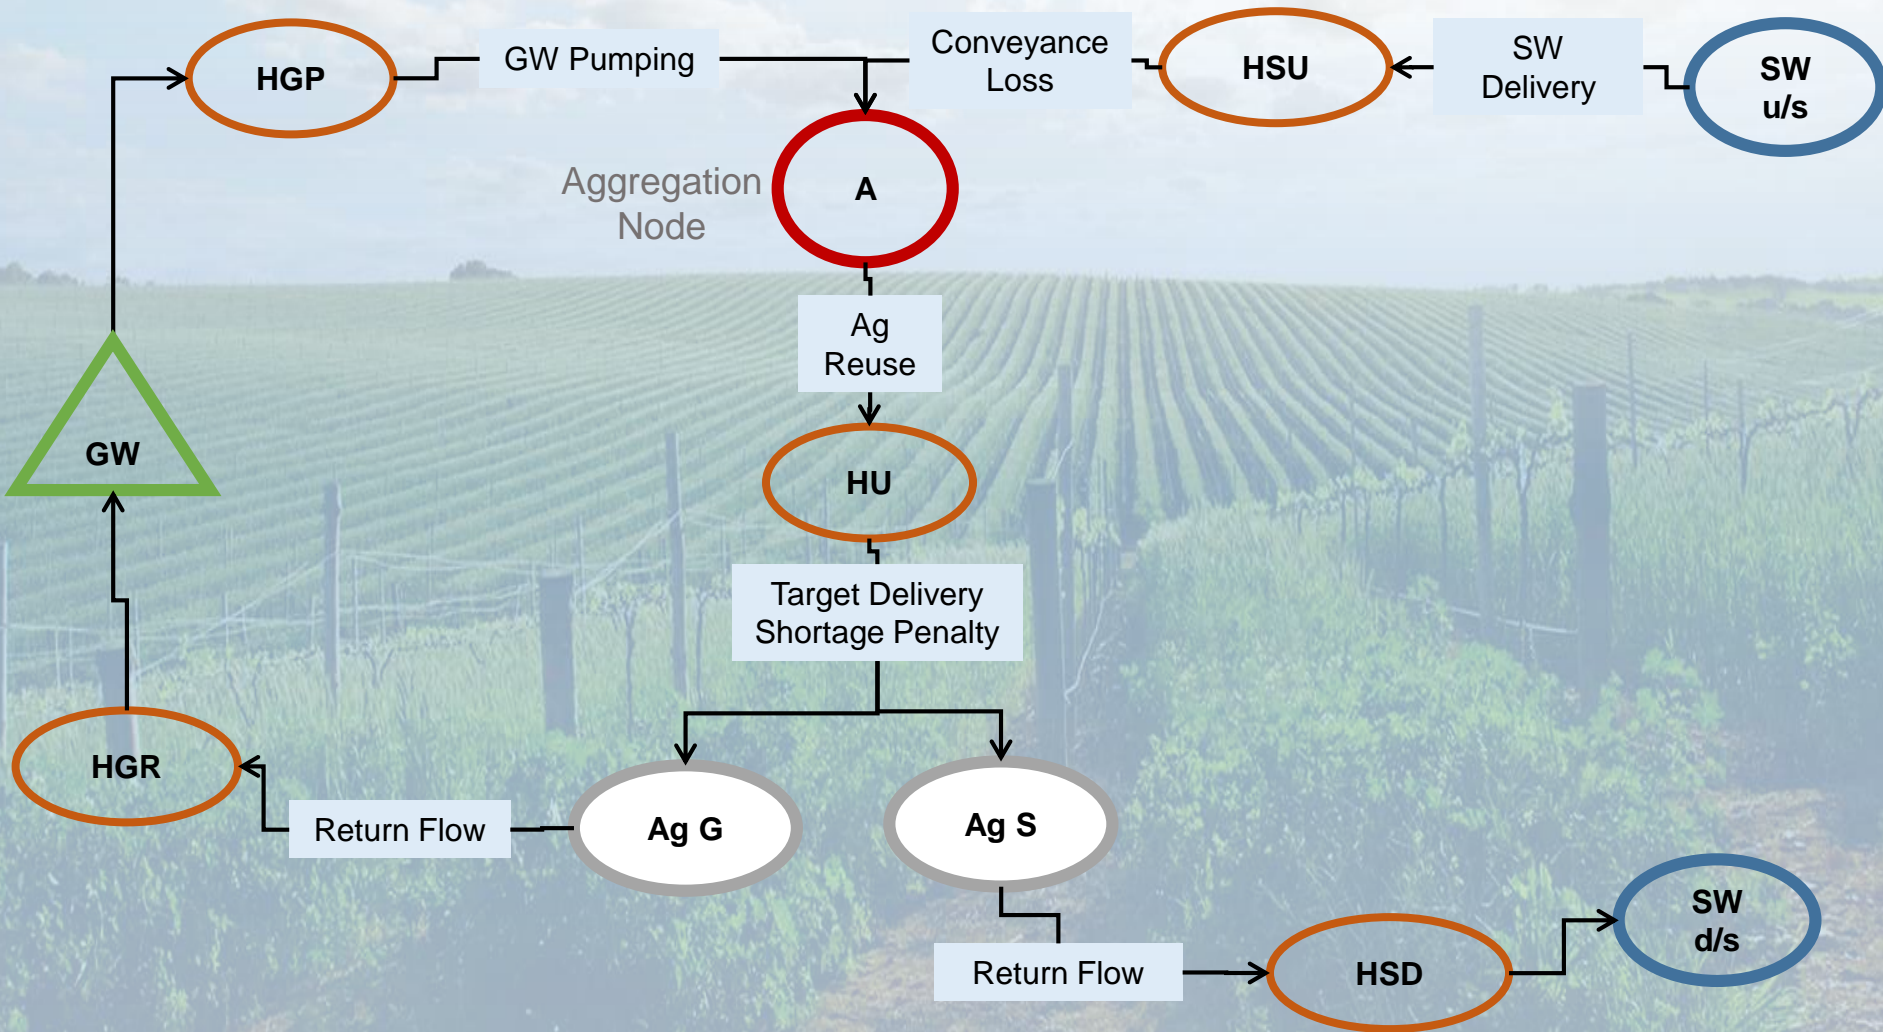 HGP
GW Pumping
Conveyance
Loss
HSU
SW
Delivery
SW
u/s
Aggregation
Node
A
Ag
Reuse
GW
HU
Target Delivery
Shortage Penalty
HGR
Return Flow
Ag G
Ag S
SW
d/s
Return Flow
HSD